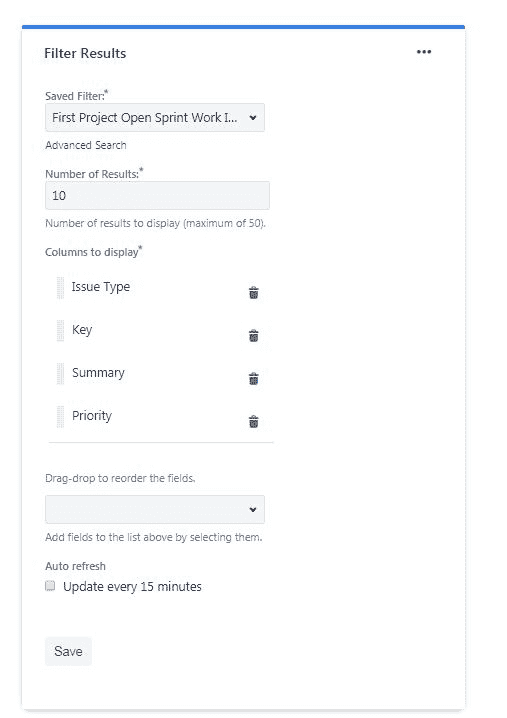 Filter Results
Saved Filter:*
First Project Open Sprint Work I...
Advanced Search
Number of Results:*
10
Number of results to display (maximum of 50).
Columns to display*
Issue Type
Key
Summary
Priority
Drag-drop to reorder the fields.
Add fields to the list above by selecting them.
Auto refresh
Update every 15 minutes
Save